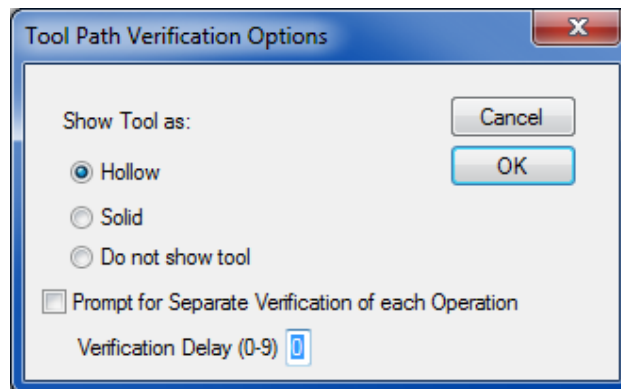 Tool Path Verification Options
Show Tool as:
Cancel
Hollow
OK
Solid
Do not show tool
Prompt for Separate Verification of each Operation
Verification Delay (0-9) 0